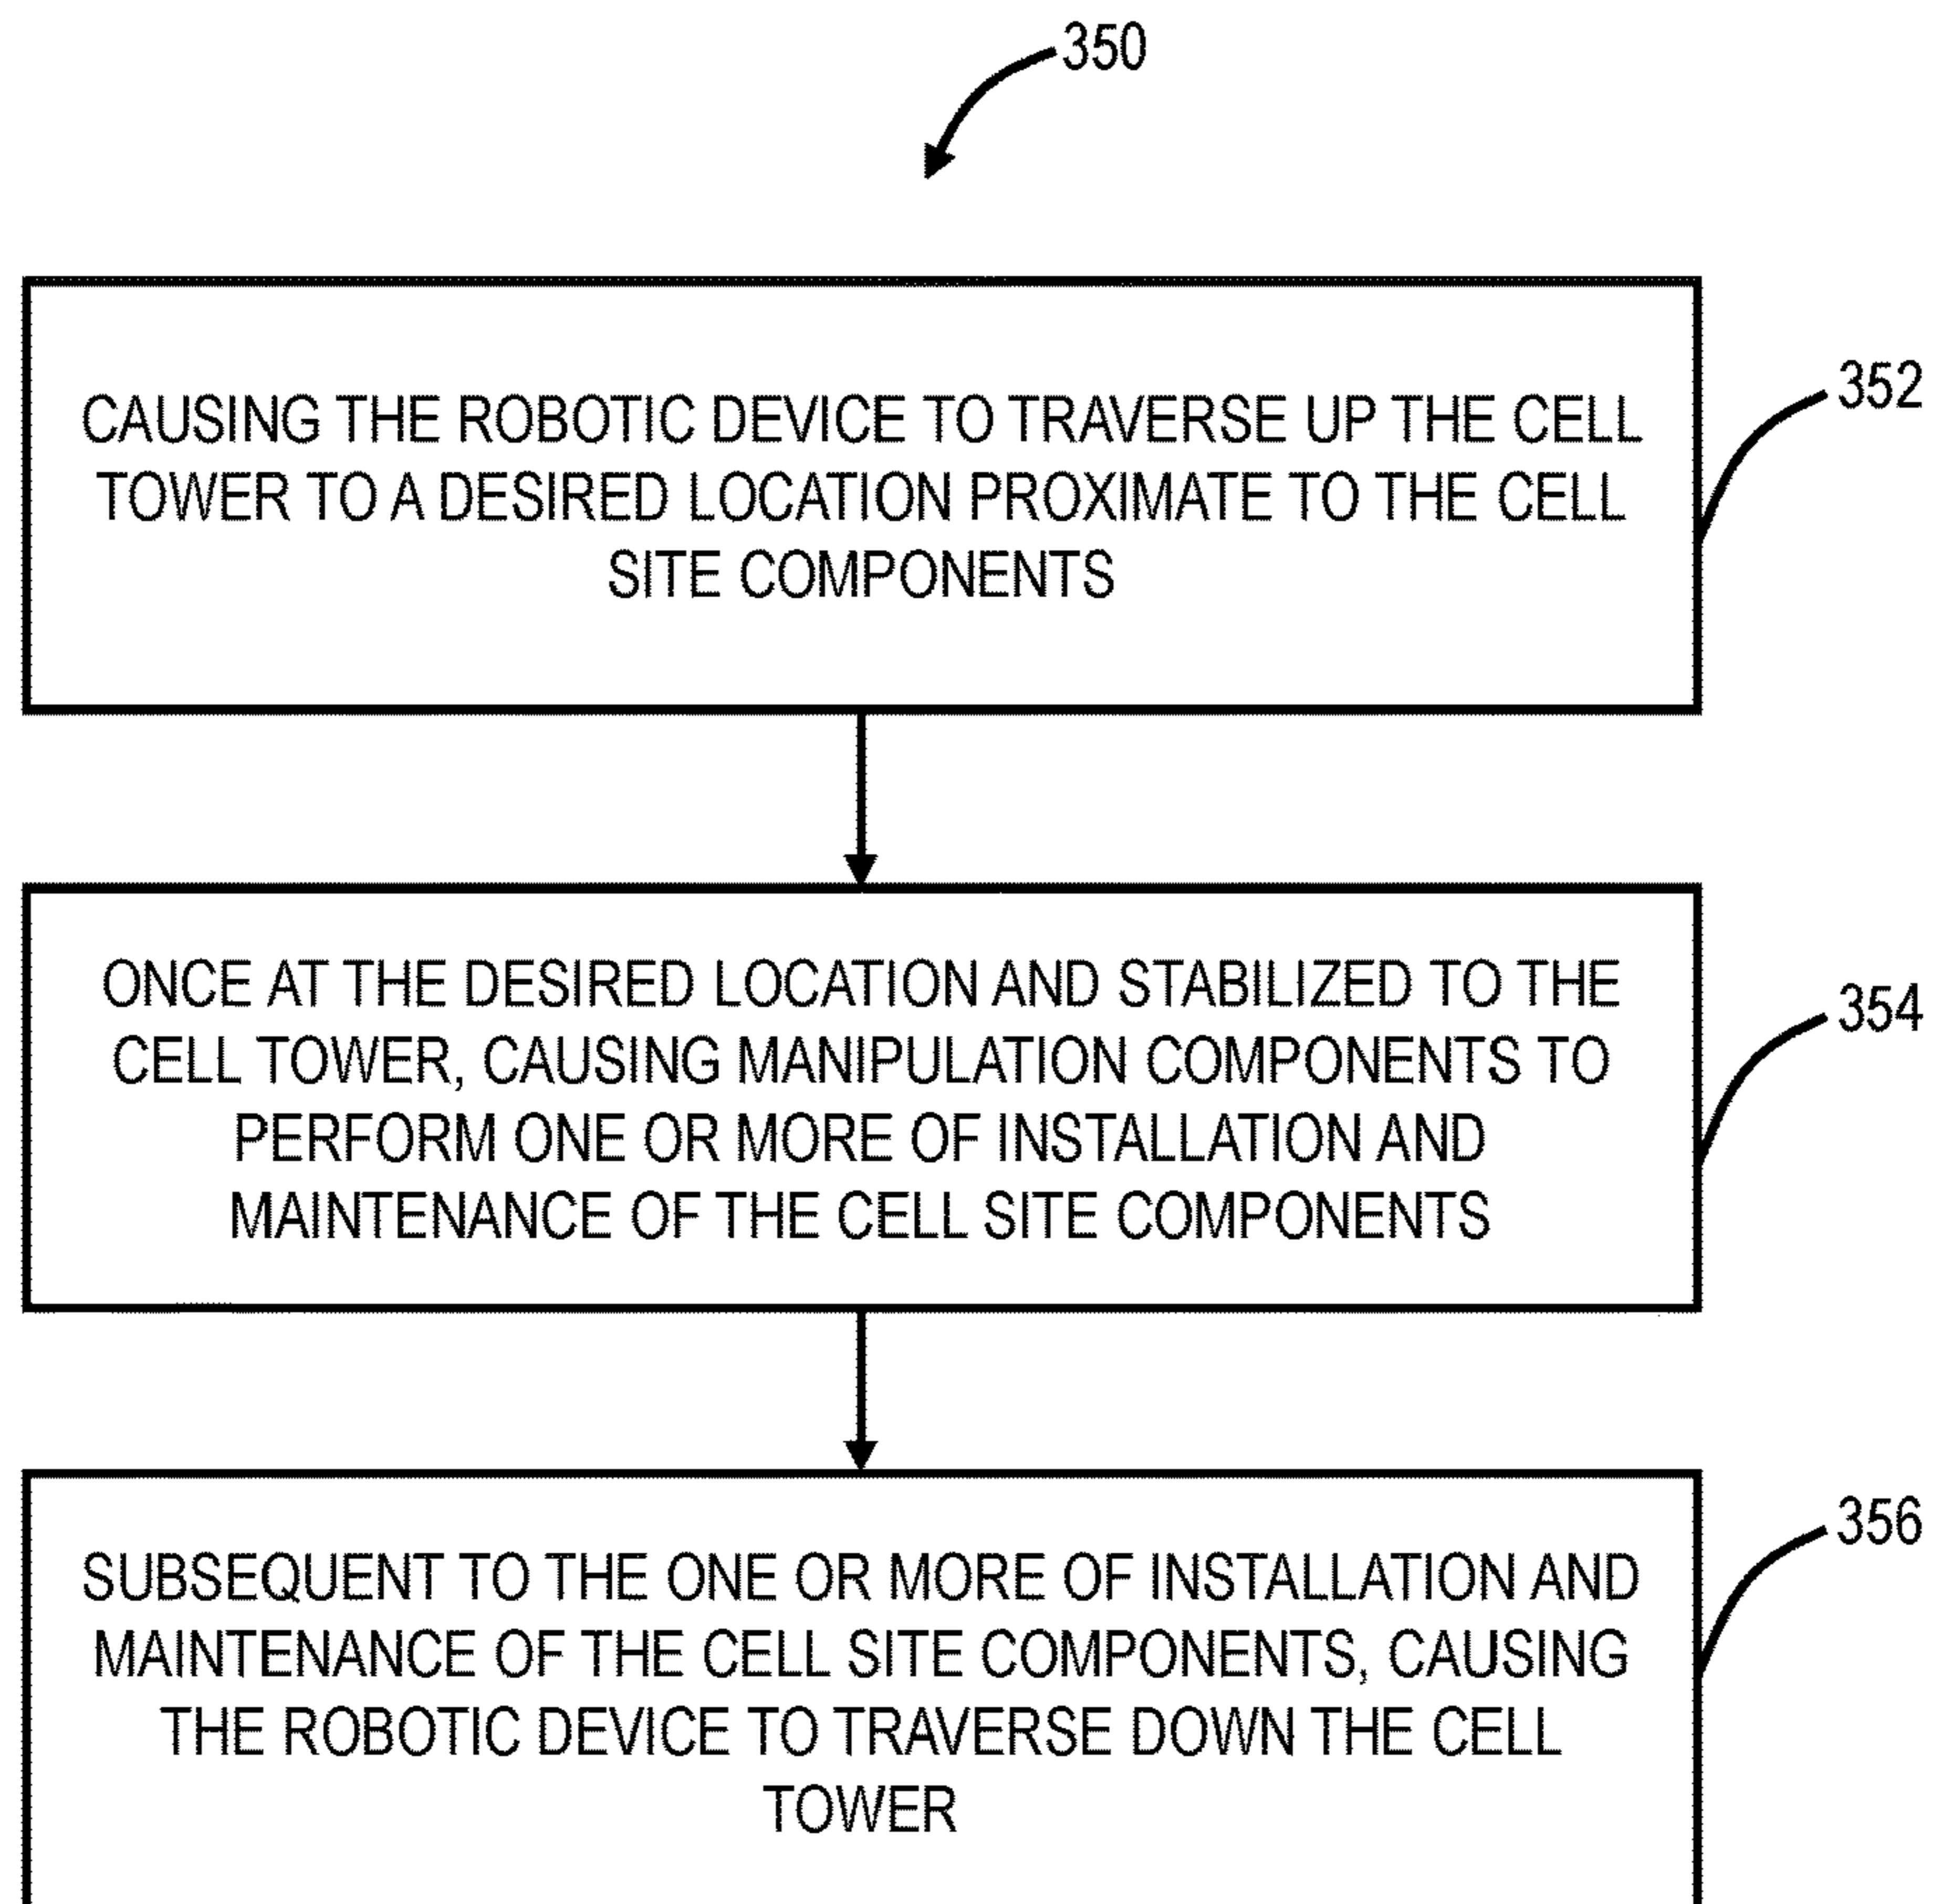 350
CAUSING THE ROBOTIC DEVICE TO TRAVERSE UP THE CELL
TOWER TO A DESIRED LOCATION PROXIMATE TO THE CELL
SITE COMPONENTS
352
ONCE AT THE DESIRED LOCATION AND STABILIZED TO THE
CELL TOWER, CAUSING MANIPULATION COMPONENTS TO
PERFORM ONE OR MORE OF INSTALLATION AND
MAINTENANCE OF THE CELL SITE COMPONENTS
354
SUBSEQUENT TO THE ONE OR MORE OF INSTALLATION AND
MAINTENANCE OF THE CELL SITE COMPONENTS, CAUSING
THE ROBOTIC DEVICE TO TRAVERSE DOWN THE CELL
TOWER
356